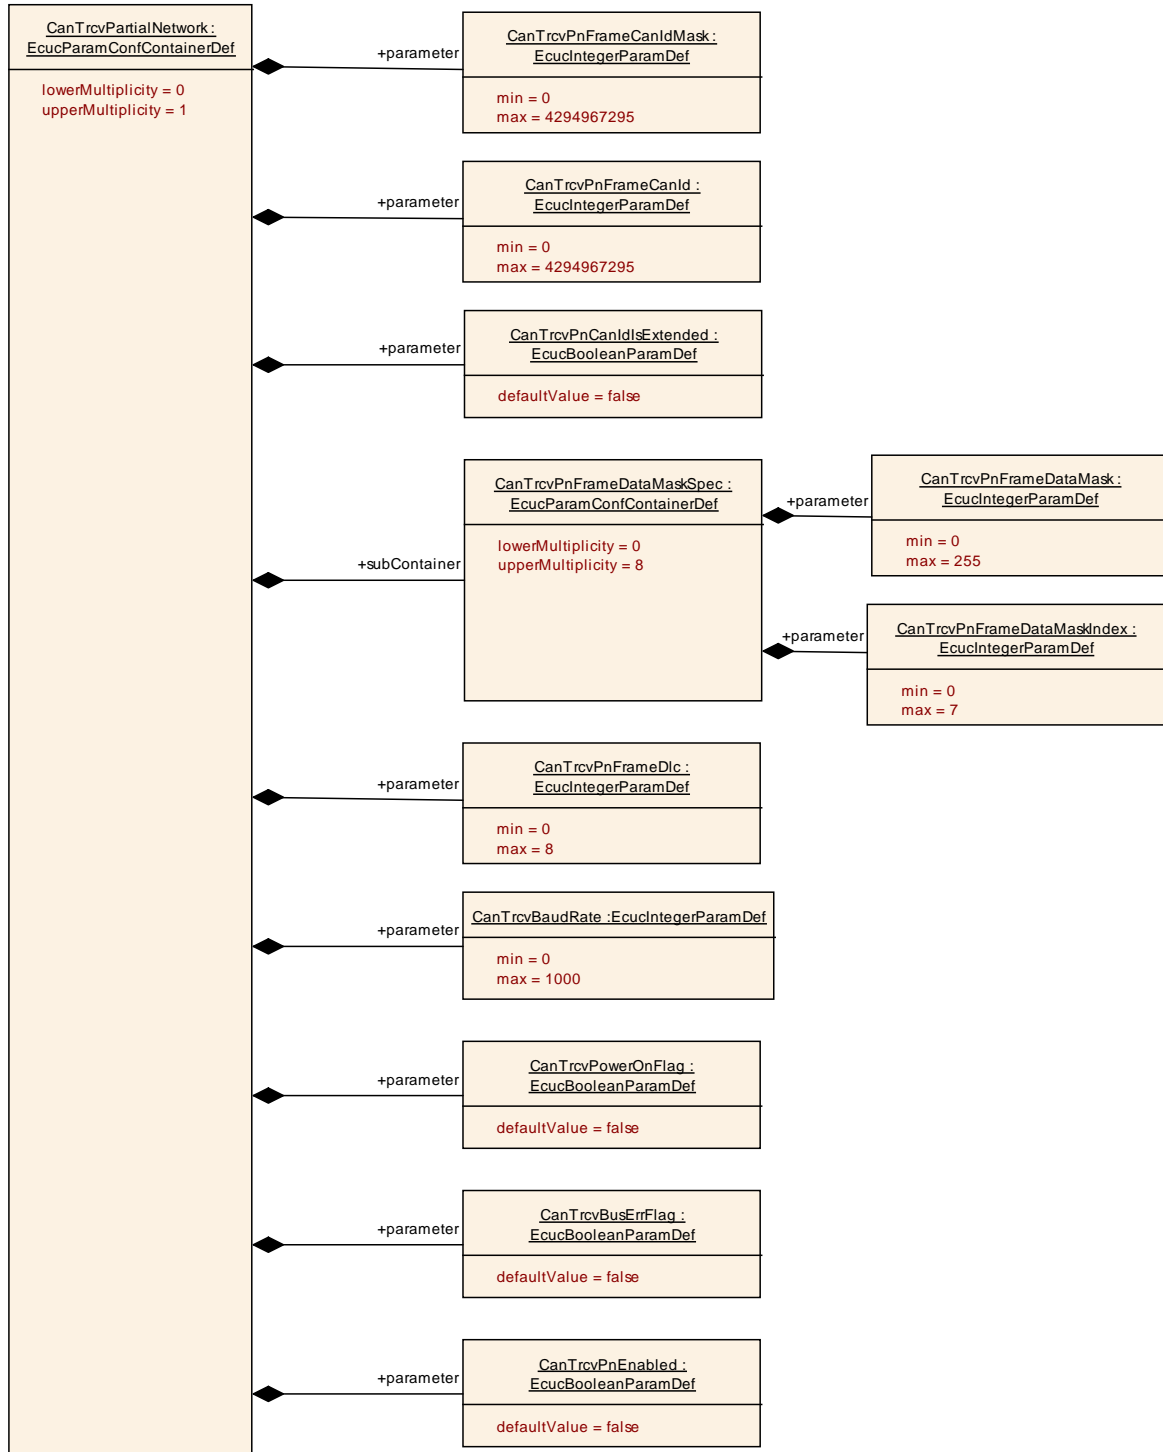 CanTrcvPartialNetwork :
EcucParamConfContainerDef
lowerMultiplicity = 0
upperMultiplicity = 1
+parameter
CanTrcvPnFrameCanIdMask :
EcucIntegerParamDef
min = 0
max = 4294967295
+parameter
CanTrcvPnFrameCanId :
EcucIntegerParamDef
min = 0
max = 4294967295
+parameter
CanTrcvPnCanIdIsExtended :
EcucBooleanParamDef
defaultValue = false
+subContainer
CanTrcvPnFrameDataMaskSpec :
EcucParamConfContainerDef
lowerMultiplicity = 0
upperMultiplicity = 8
+parameter
CanTrcvPnFrameDataMask :
EcucIntegerParamDef
min = 0
max = 255
+parameter
CanTrcvPnFrameDataMaskIndex :
EcucIntegerParamDef
min = 0
max = 7
+parameter
CanTrcvPnFrameDlc :
EcucIntegerParamDef
min = 0
max = 8
+parameter
CanTrcvBaudRate :EcucIntegerParamDef
min = 0
max = 1000
+parameter
CanTrcvPowerOnFlag :
EcucBooleanParamDef
defaultValue = false
+parameter
CanTrcvBusErrFlag :
EcucBooleanParamDef
defaultValue = false
+parameter
CanTrcvPnEnabled :
EcucBooleanParamDef
defaultValue = false